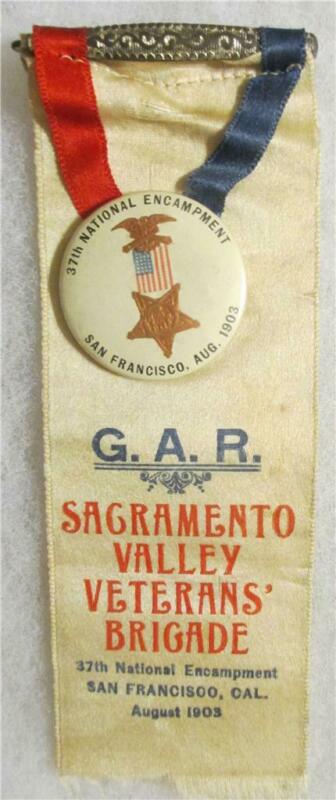 37th NATIONAL ENCAMPMENT
SAN FRANCISCO, AUG. 1903
G. A. R.
SACRAMENTO
VALLEY
VETERANS'
BRIGADE
37th National Encampment
SAN FRANCISCO, CAL.
August 1903